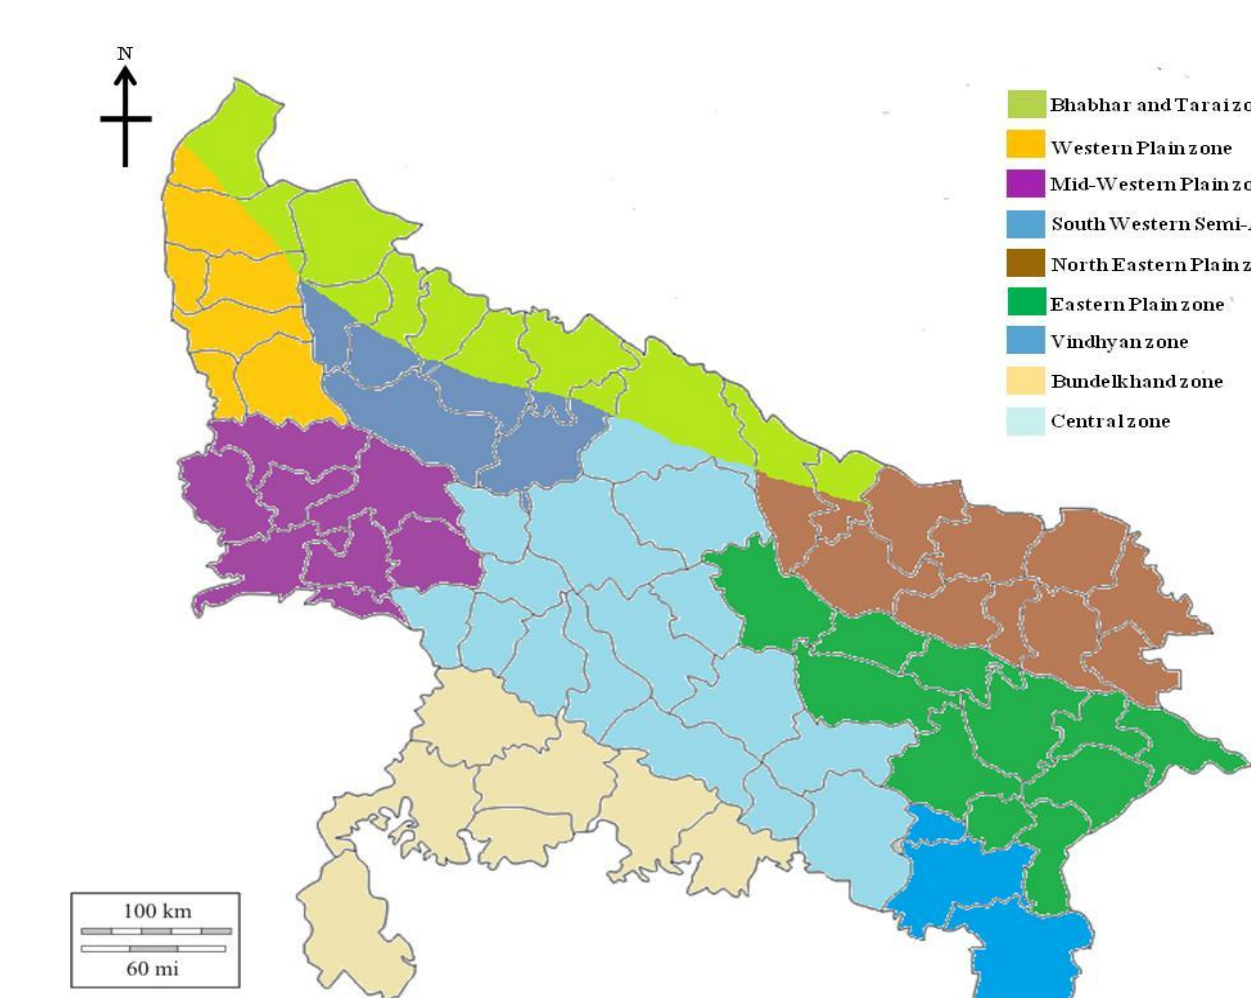 N
Bhabhar and Tarai zo
Western Plain zone
Mid-Western Plain zo
South Western Semi-A
North Eastern Plain z
Eastern Plain zone
Vindhyan zone
Bundelkhand zone
Central zone
100 km
60 mi